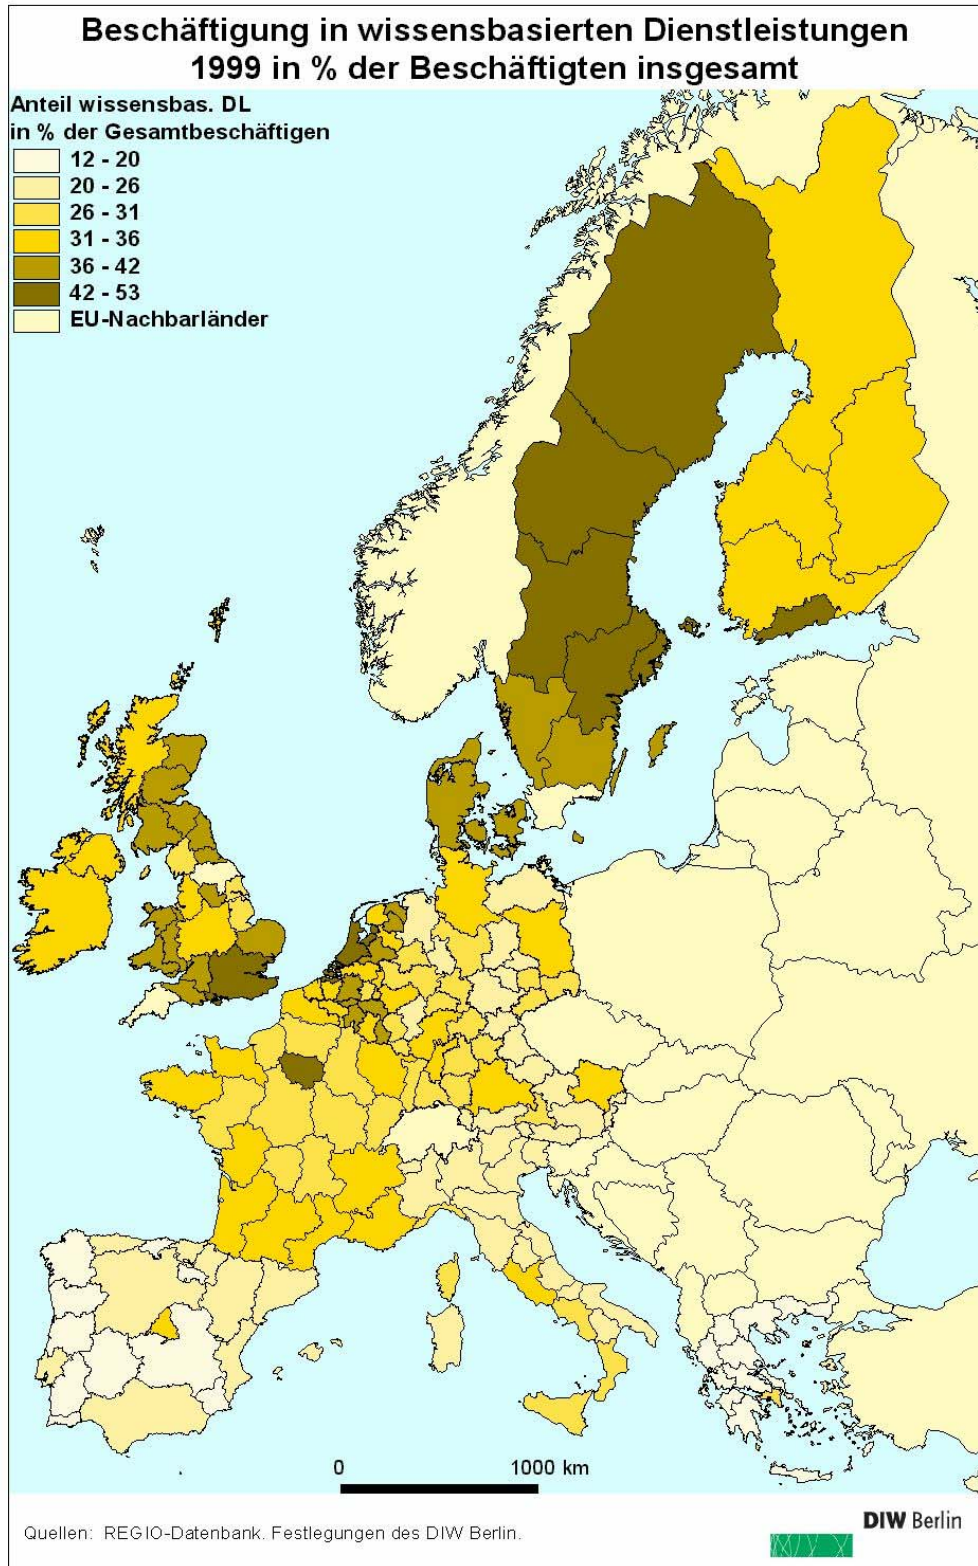 Beschäftigung in wissensbasierten Dienstleistungen
1999 in % der Beschäftigten insgesamt
Anteil wissensbas. DL
in % der Gesamtbeschäftigen
12 - 20
20 - 26
26 - 31
31 - 36
36 - 42
42 - 53
EU-Nachbarländer
0 1000 km
Quellen: REGIO-Datenbank. Festlegungen des DIW Berlin.
DIW Berlin